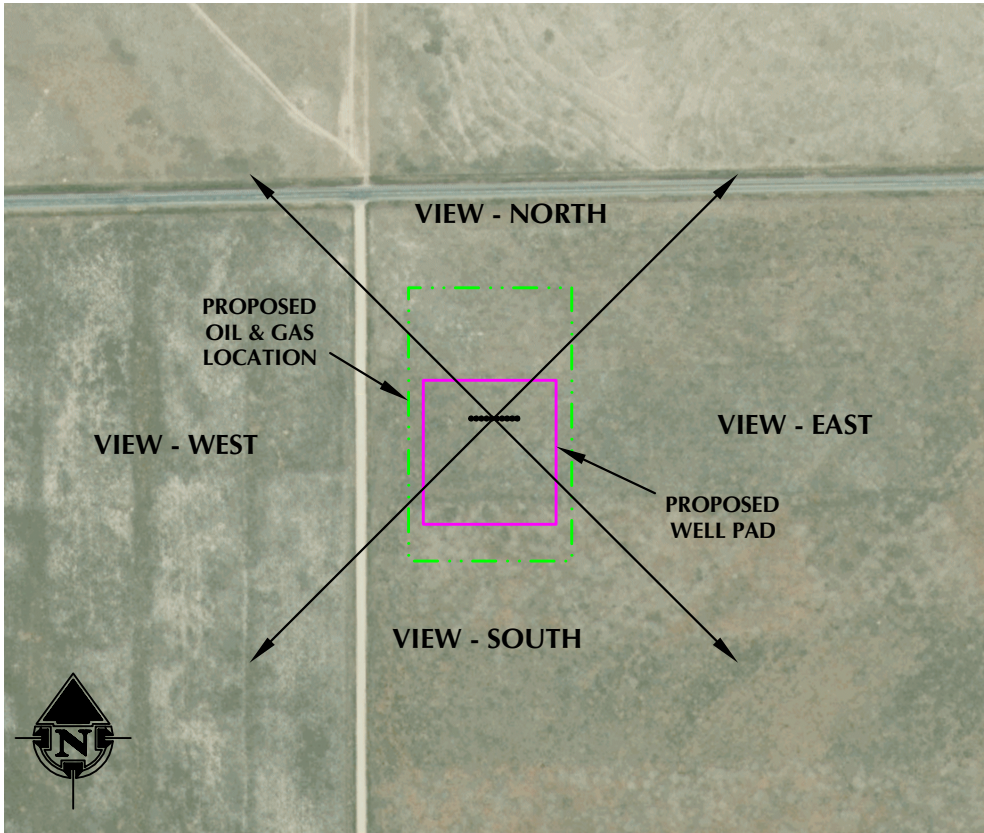 VIEW - NORTH
PROPOSED
OIL & GAS
LOCATION
VIEW - WEST
VIEW - EAST
PROPOSED
WELL PAD
VIEW - SOUTH
N